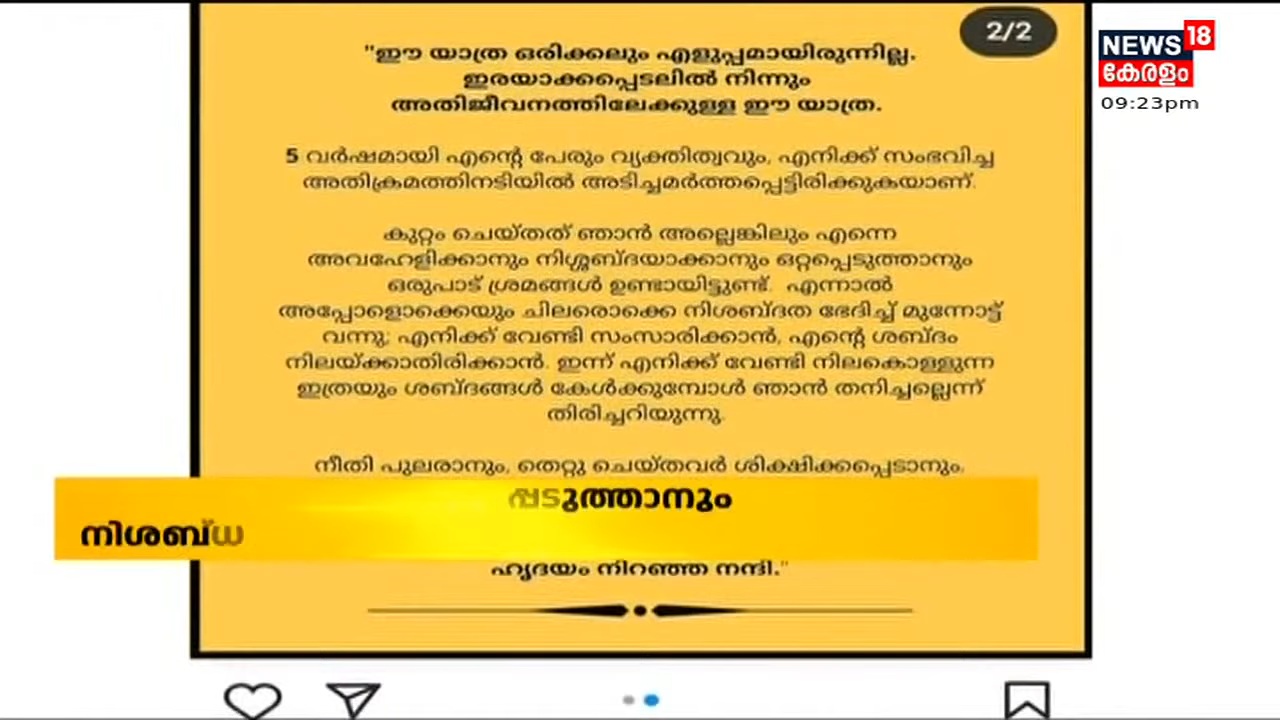 2/2
NEWS 18
കേരളം
09:23pm
"ഈ യാത്ര ഒരിക്കലും എളുപ്പമായിരുന്നില്ല.
ഇരയാക്കപ്പെടലിൽ നിന്നും
അതിജീവനത്തിലേക്കുള്ള ഈ യാത്ര.
5 വർഷമായി എന്റെ പേരും വ്യക്തിത്വവും, എനിക്ക് സംഭവിച്ച
അതിക്രമത്തിനടിയിൽ അടിച്ചമർത്തപ്പെട്ടിരിക്കുകയാണ്.
കുറ്റം ചെയ്തത് ഞാൻ അല്ലെങ്കിലും എന്നെ
അവഹേളിക്കാനും നിശ്ശബ്ദയാക്കാനും ഒറ്റപ്പെടുത്താനും
ഒരുപാട് ശ്രമങ്ങൾ ഉണ്ടായിട്ടുണ്ട്. എന്നാൽ
അപ്പോളൊക്കെയും ചിലരൊക്കെ നിശബ്ദത ഭേദിച്ച് മുന്നോട്ട്
വന്നു; എനിക്ക് വേണ്ടി സംസാരിക്കാൻ, എന്റെ ശബ്ദം
നിലയ്ക്കാതിരിക്കാൻ. ഇന്ന് എനിക്ക് വേണ്ടി നിലകൊള്ളുന്ന
ഇത്രയും ശബ്ദങ്ങൾ കേൾക്കുമ്പോൾ ഞാൻ തനിച്ചല്ലെന്ന്
തിരിച്ചറിയുന്നു.
നീതി പുലരാനും, തെറ്റു ചെയ്തവർ ശിക്ഷിക്കപ്പെടാനും,
പ്പെടുത്താനും
നിശബ്ധ
ഹൃദയം നിറഞ്ഞ നന്ദി."